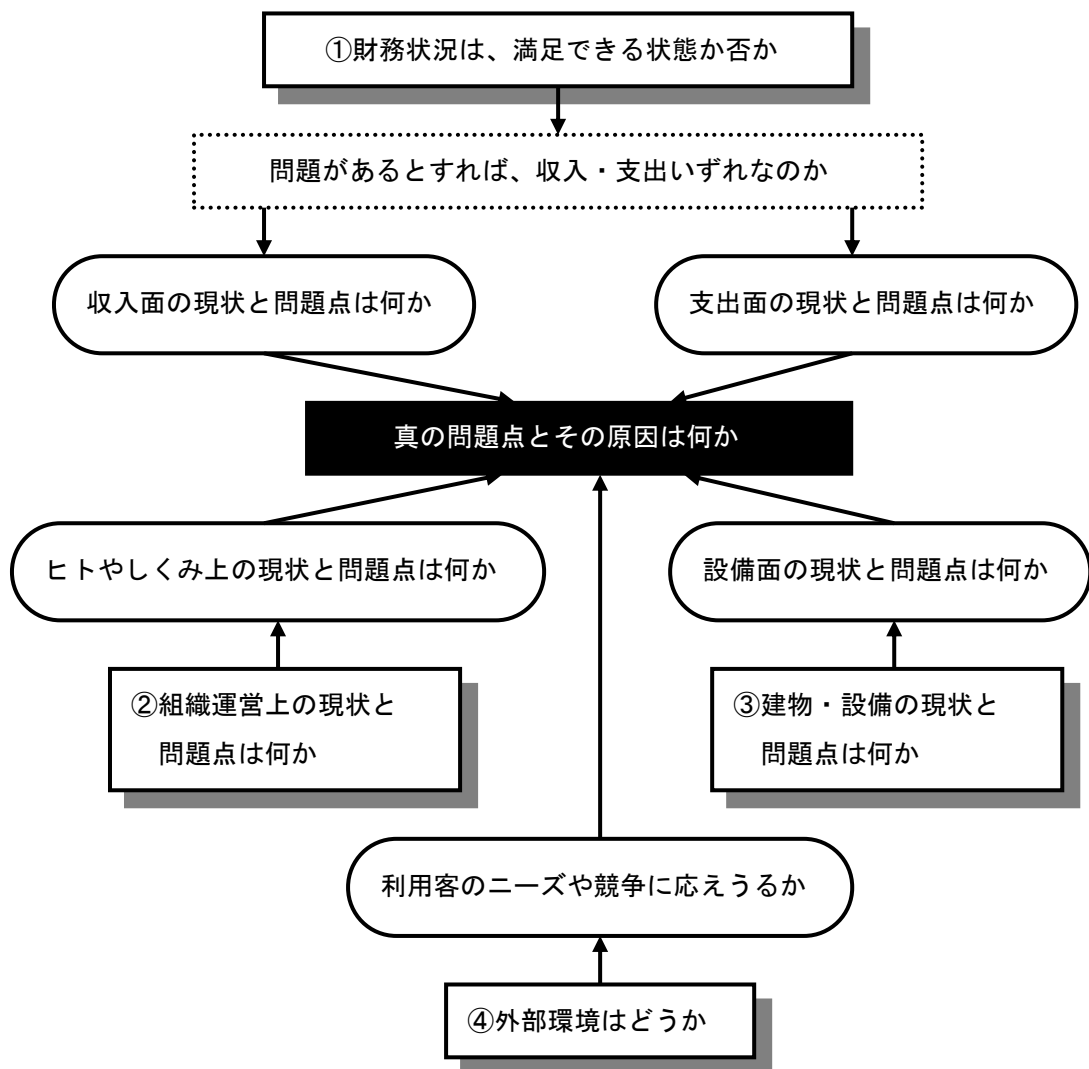 ①財務状況は、満足できる状態か否か
問題があるとすれば、収入・支出いずれなのか
収入面の現状と問題点は何か
支出面の現状と問題点は何か
真の問題点とその原因は何か
ヒトやしくみ上の現状と問題点は何か
設備面の現状と問題点は何か
②組織運営上の現状と
問題点は何か
③建物・設備の現状と
問題点は何か
利用客のニーズや競争に応えうるか
④外部環境はどうか